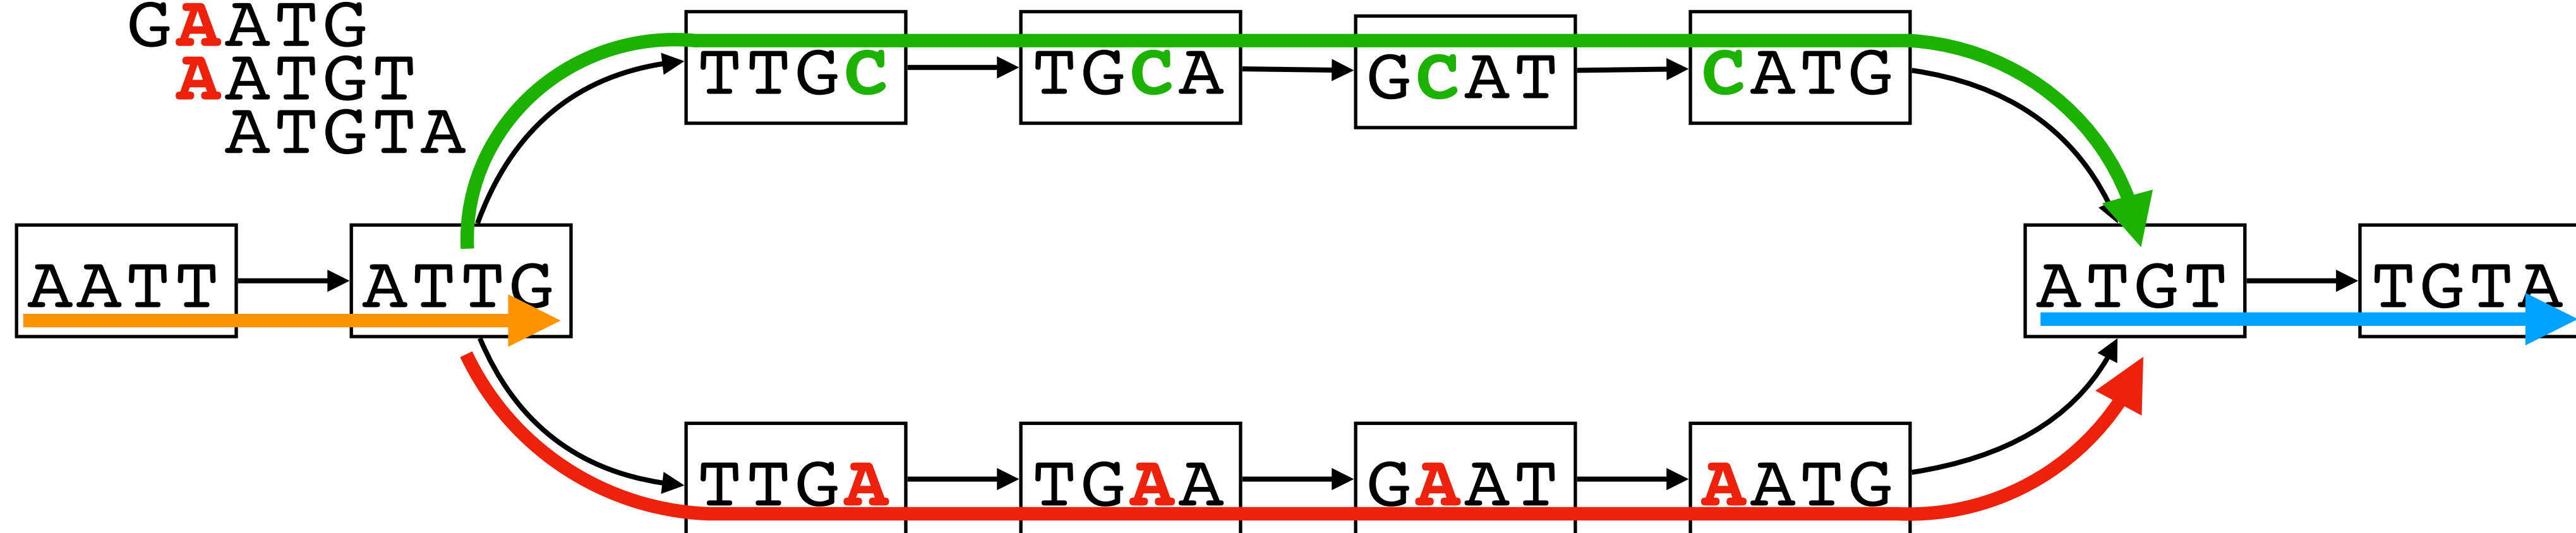 GAATG
AATGT
ATGTA
TTGC TGCA GCAT CATG
AATT ATTG ATGT TGTA
TTGA TGAA GAAT AATG